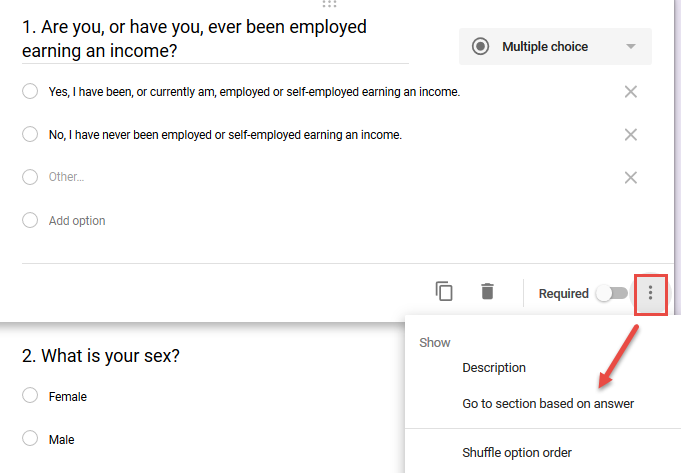 1. Are you, or have you, ever been employed
earning an income?
Multiple choice
Yes, I have been, or currently am, employed or self-employed earning an income.
No, I have never been employed or self-employed earning an income.
Other...
Add option
Required
Show
Description
Go to section based on answer
Shuffle option order
2. What is your sex?
Female
Male